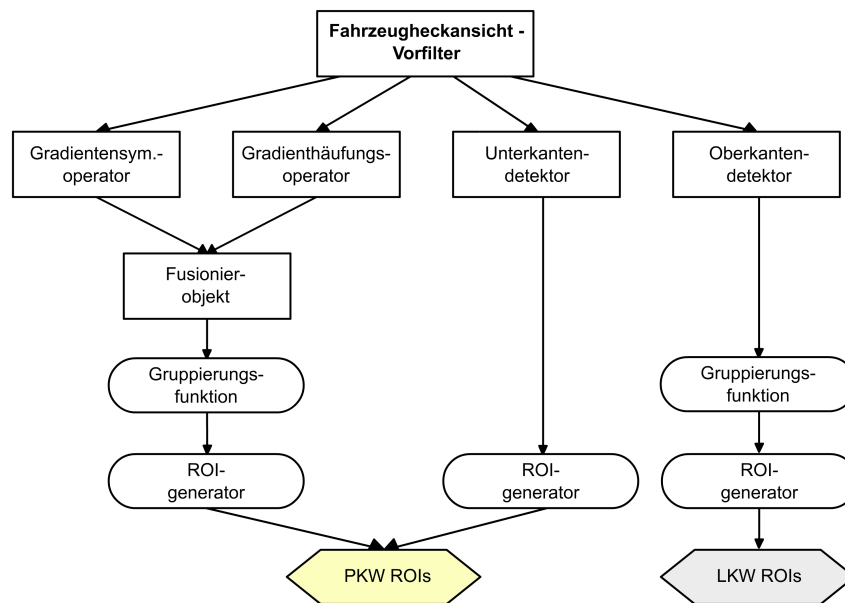 Fahrzeugheckansicht -
Vorfilter
Gradientensym.-
operator
Gradienthäufungs-
operator
Unterkanten-
detektor
Oberkanten-
detektor
Fusionier-
objekt
Gruppierungs-
funktion
Gruppierungs-
funktion
ROI-
generator
ROI-
generator
ROI-
generator
PKW ROIs
LKW ROIs